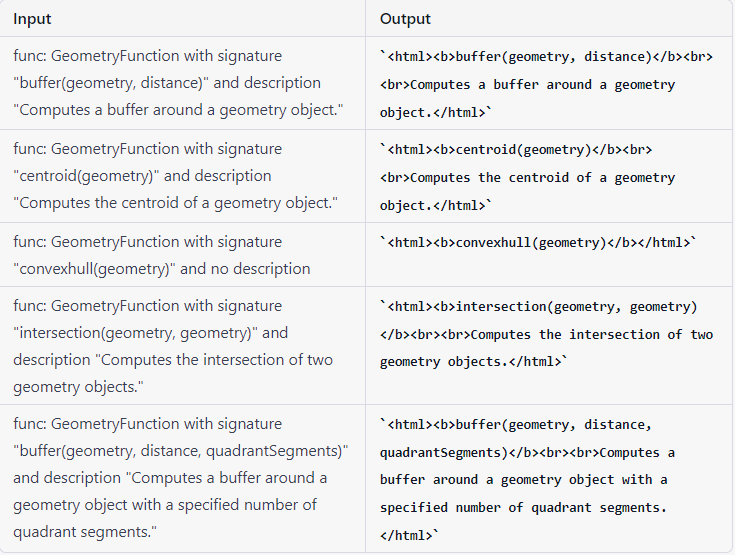 Input
Output
func: GeometryFunction with signature
"buffer(geometry, distance)" and description
"Computes a buffer around a geometry object."
`<html><b>buffer(geometry, distance)</b><br>
<br>Computes a buffer around a geometry
object.</html>`
func: GeometryFunction with signature
"centroid(geometry)" and description
"Computes the centroid of a geometry object."
`<html><b>centroid(geometry)</b><br>
<br>Computes the centroid of a geometry
object.</html>`
func: GeometryFunction with signature
"convexhull(geometry)" and no description
`<html><b>convexhull(geometry)</b></html>`
func: GeometryFunction with signature
"intersection(geometry, geometry)" and
description "Computes the intersection of two
geometry objects."
`<html><b>intersection(geometry, geometry)
</b><br><br>Computes the intersection of two
geometry objects.</html>`
func: GeometryFunction with signature
"buffer(geometry, distance, quadrantSegments)"
and description "Computes a buffer around a
geometry object with a specified number of
quadrant segments."
`<html><b>buffer(geometry, distance,
quadrantSegments)</b><br><br>Computes a
buffer around a geometry object with a
specified number of quadrant segments.
</html>`